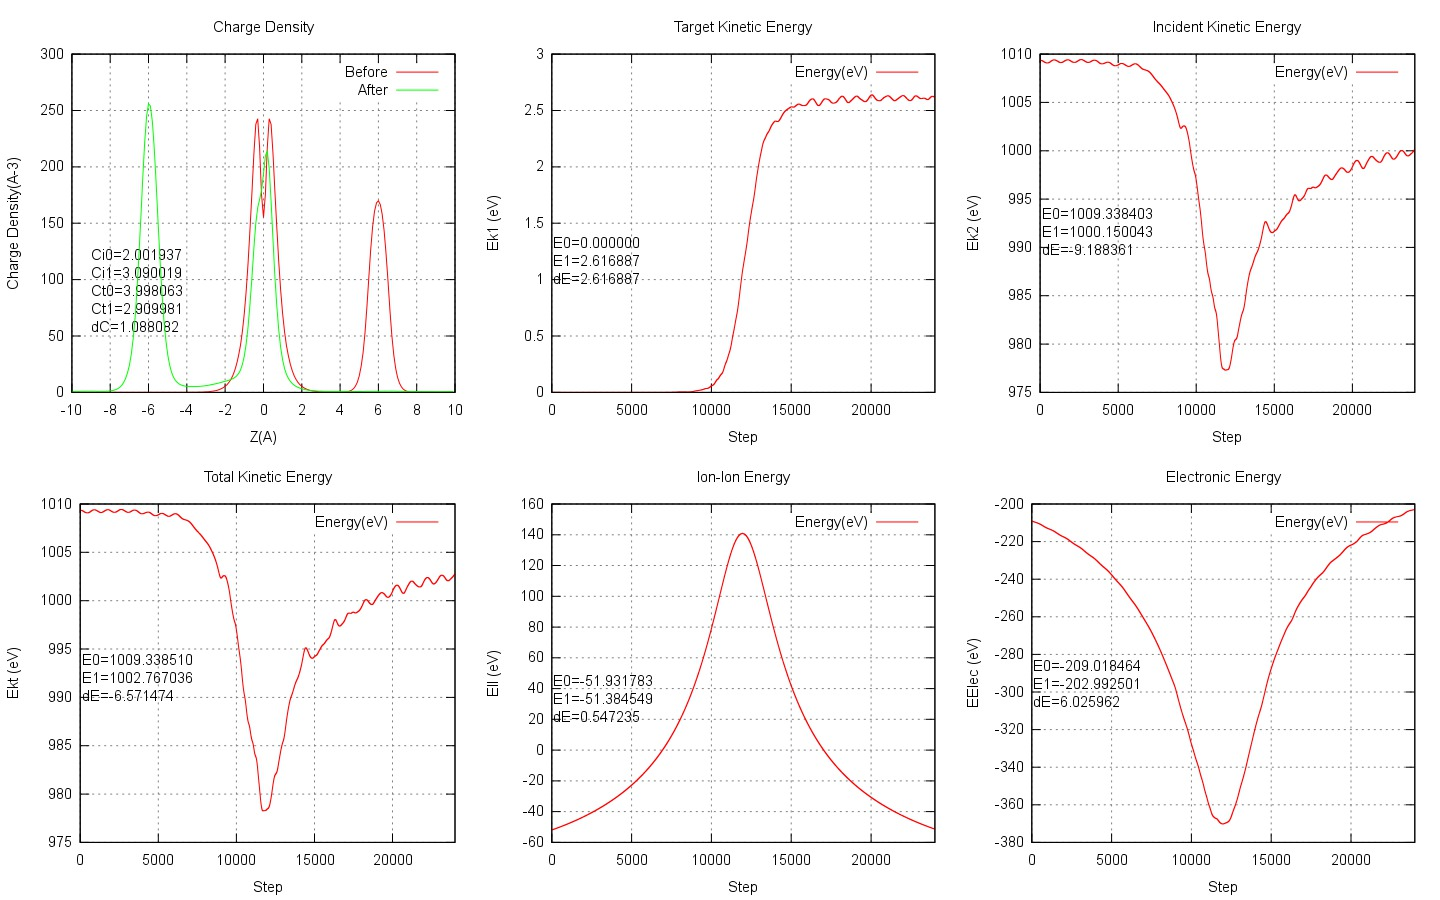 Charge Density
300
250
200
150
100
50
0
Charge Density(A-3)
Before
After
Ci0=2.001937
Ci1=3.090019
Ct0=3.998063
Ct1=2.909981
dC=1.088082
-10 -8 -6 -4 -2 0 2 4 6 8 10
Z(A)
Target Kinetic Energy
3
2.5
2
1.5
1
0.5
0
Ek1 (eV)
Energy(eV)
E0=0.000000
E1=2.616887
dE=2.616887
0 5000 10000 15000 20000
Step
Incident Kinetic Energy
1010
1005
1000
995
990
985
980
975
Ek2 (eV)
Energy(eV)
E0=1009.338403
E1=1000.150043
dE=-9.188361
0 5000 10000 15000 20000
Step
Total Kinetic Energy
1010
1005
1000
995
990
985
980
975
Ekt (eV)
Energy(eV)
E0=1009.338510
E1=1002.767036
dE=-6.571474
0 5000 10000 15000 20000
Step
Ion-Ion Energy
160
140
120
100
80
60
40
20
0
-20
-40
-60
EII (eV)
Energy(eV)
E0=-51.931783
E1=-51.384549
dE=0.547235
0 5000 10000 15000 20000
Step
Electronic Energy
-200
-220
-240
-260
-280
-300
-320
-340
-360
-380
EElec (eV)
Energy(eV)
E0=-209.018464
E1=-202.992501
dE=6.025962
0 5000 10000 15000 20000
Step